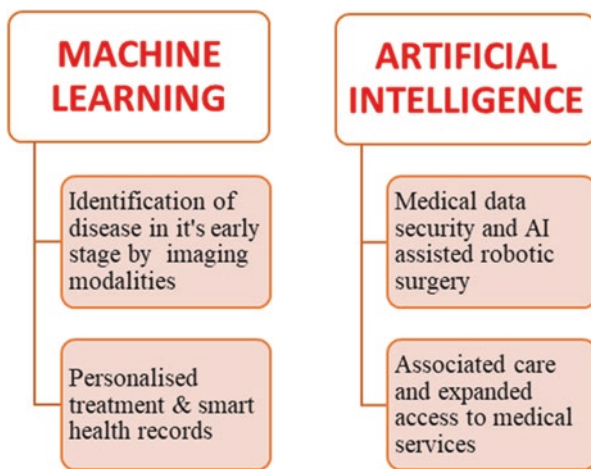 MACHINE
LEARNING
Identification of
disease in it's early
stage by imaging
modalities
Personalised
treatment & smart
health records
ARTIFICIAL
INTELLIGENCE
Medical data
security and AI
assisted robotic
surgery
Associated care
and expanded
access to medical
services